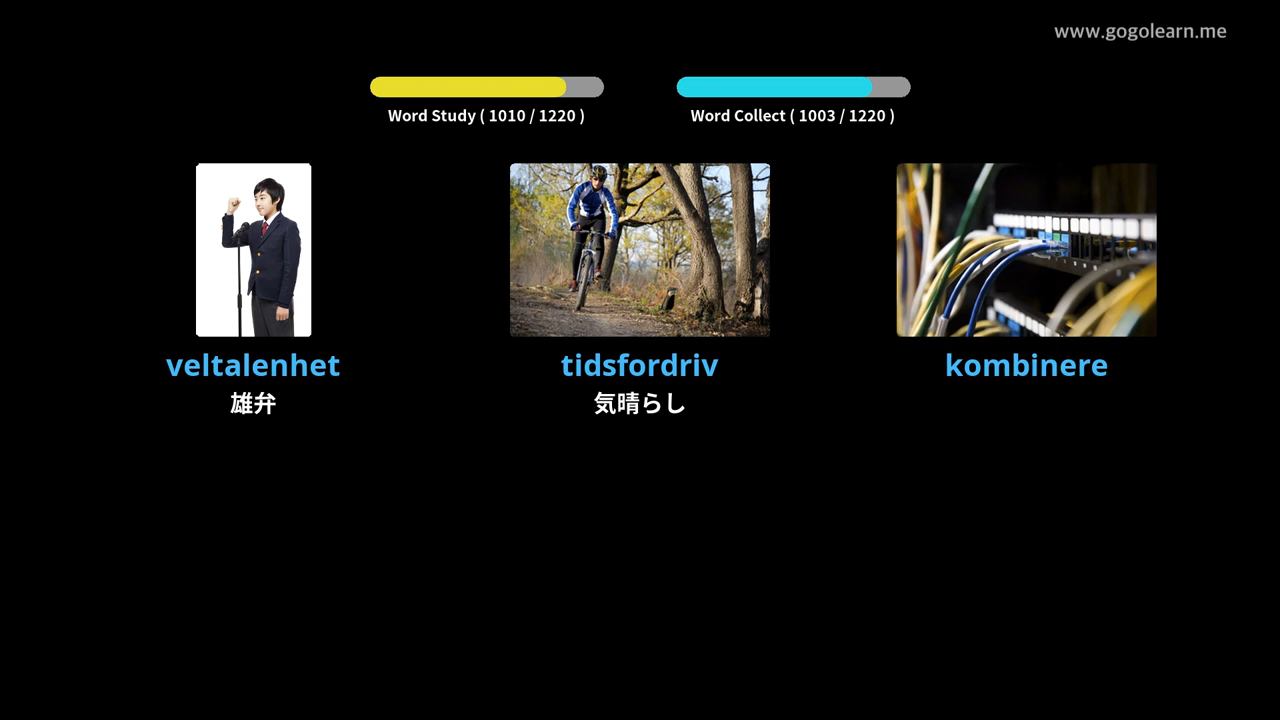 www.gogolearn.me
Word Study ( 1010 / 1220 )
Word Collect ( 1003 / 1220 )
veltalenhet
雄弁
tidsfordriv
気晴らし
kombinere